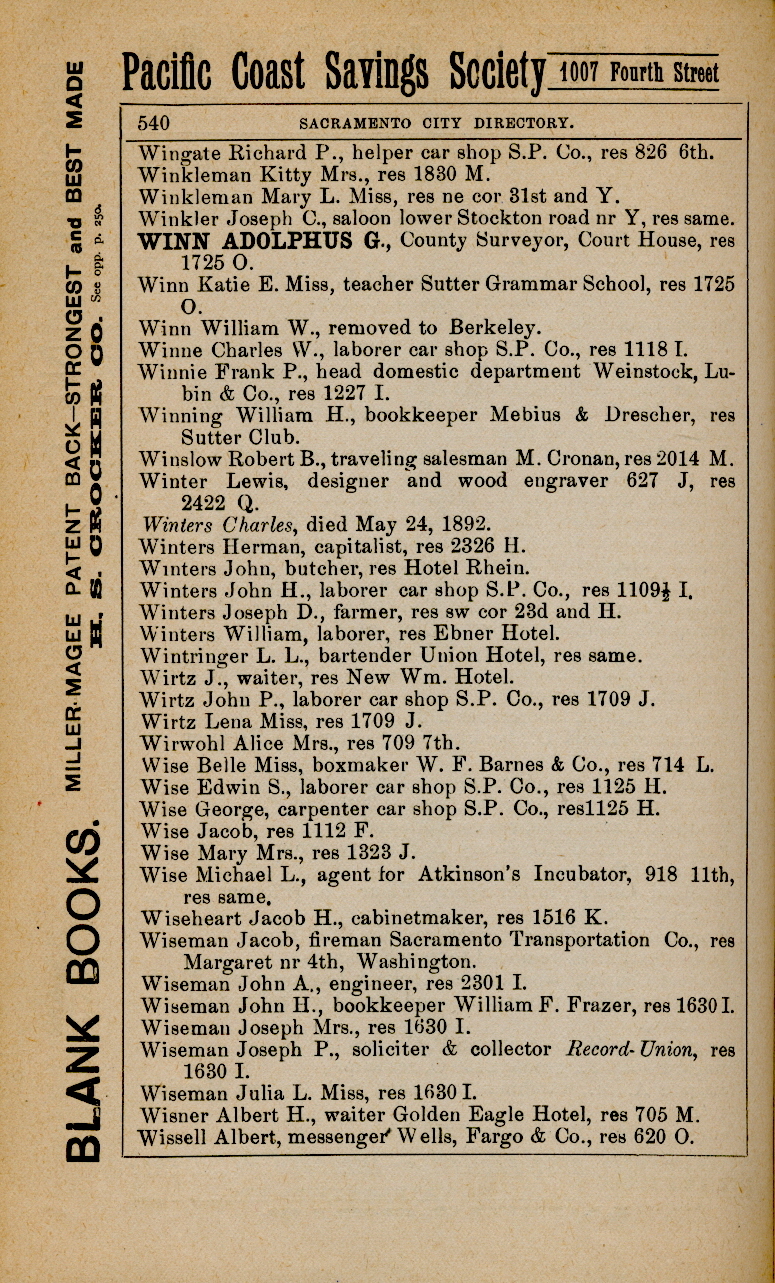 Pacific Coast Savings Society 1007 Fourth Street
540 SACRAMENTO CITY DIRECTORY.
Wingate Richard P., helper car shop S.P. Co., res 826 6th.
Winkleman Kitty Mrs., res 1830 M.
Winkleman Mary L. Miss, res ne cor 31st and Y.
Winkler Joseph C., saloon lower Stockton road nr Y, res same.
WINN ADOLPHUS G., County Surveyor, Court House, res
1725 O.
Winn Katie E. Miss, teacher Sutter Grammar School, res 1725
O.
Winn William W., removed to Berkeley.
Winne Charles W., laborer car shop S.P. Co., res 1118 I.
Winnie Frank P., head domestic department Weinstock, Lu-
bin & Co., res 1227 I.
Winning William H., bookkeeper Mebius & Drescher, res
Sutter Club.
Winslow Robert B., traveling salesman M. Cronan, res 2014 M.
Winter Lewis, designer and wood engraver 627 J, res
2422 Q.
Winters Charles, died May 24, 1892.
Winters Herman, capitalist, res 2326 H.
Winters John, butcher, res Hotel Rhein.
Winters John H., laborer car shop S.P. Co., res 1109½ I.
Winters Joseph D., farmer, res sw cor 23d and H.
Winters William, laborer, res Ebner Hotel.
Wintringer L. L., bartender Union Hotel, res same.
Wirtz J., waiter, res New Wm. Hotel.
Wirtz John P., laborer car shop S.P. Co., res 1709 J.
Wirtz Lena Miss, res 1709 J.
Wirwohl Alice Mrs., res 709 7th.
Wise Belle Miss, boxmaker W. F. Barnes & Co., res 714 L.
Wise Edwin S., laborer car shop S.P. Co., res 1125 H.
Wise George, carpenter car shop S.P. Co., res1125 H.
Wise Jacob, res 1112 F.
Wise Mary Mrs., res 1323 J.
Wise Michael L., agent for Atkinson's Incubator, 918 11th,
res same.
Wiseheart Jacob H., cabinetmaker, res 1516 K.
Wiseman Jacob, fireman Sacramento Transportation Co., res
Margaret nr 4th, Washington.
Wiseman John A., engineer, res 2301 I.
Wiseman John H., bookkeeper William F. Frazer, res 1630 I.
Wiseman Joseph Mrs., res 1630 I.
Wiseman Joseph P., soliciter & collector Record-Union, res
1630 I.
Wiseman Julia L. Miss, res 1630 I.
Wisner Albert H., waiter Golden Eagle Hotel, res 705 M.
Wissell Albert, messenger Wells, Fargo & Co., res 620 O.
BLANK BOOKS. MILLER-MAGEE PATENT BACK—STRONGEST and BEST MADE
H. S. CROCKER CO. See opp. p. 250.